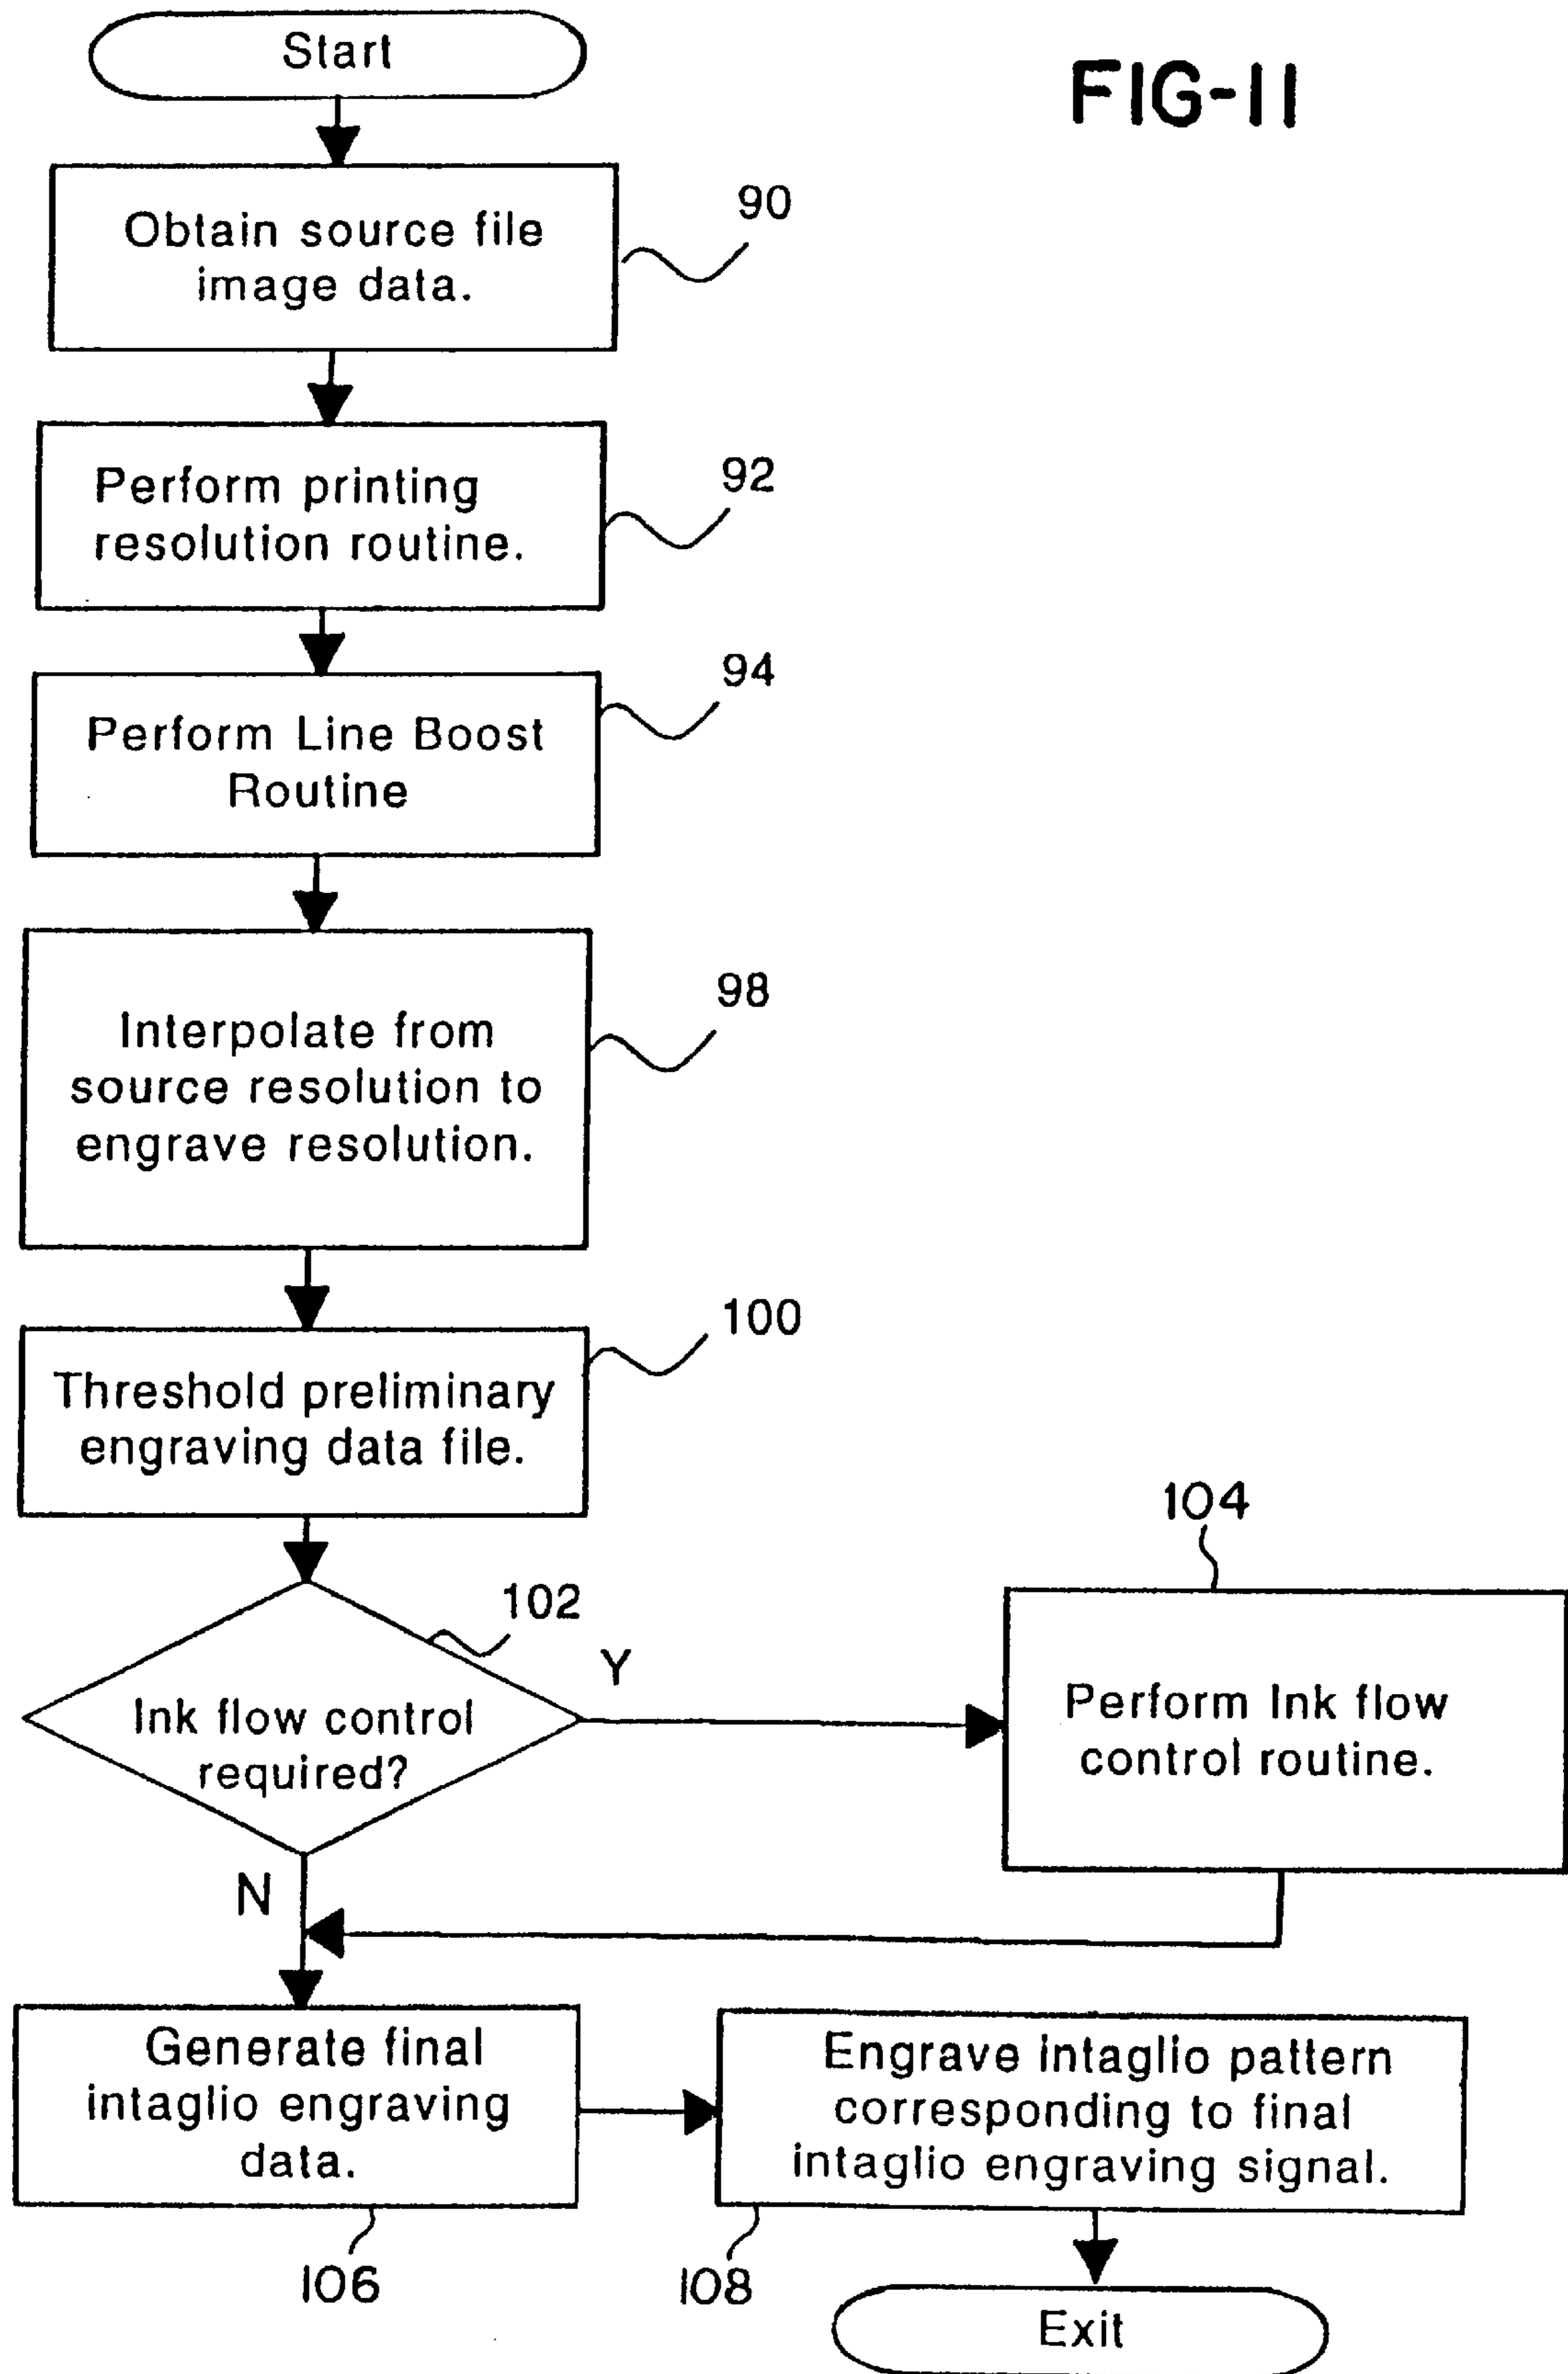 FIG-11
Start
Obtain source file
image data.
90
Perform printing
resolution routine.
92
Perform Line Boost
Routine
94
Interpolate from
source resolution to
engrave resolution.
98
Threshold preliminary
engraving data file.
100
Ink flow control
required?
102
Y
Perform Ink flow
control routine.
104
N
Generate final
intaglio engraving
data.
106
Engrave intaglio pattern
corresponding to final
intaglio engraving signal.
108
Exit